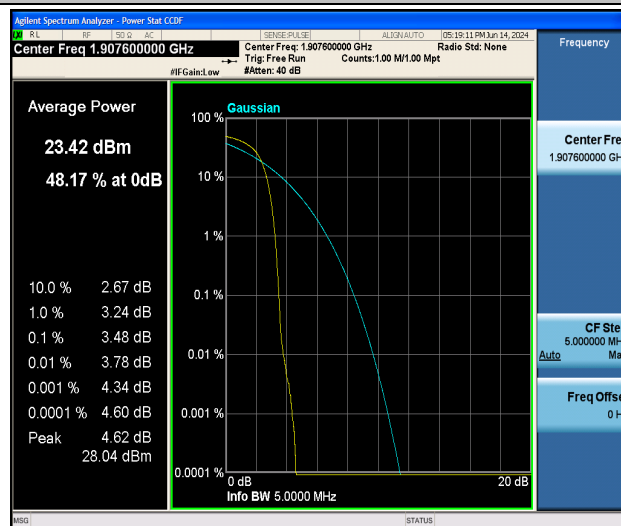 Agilent Spectrum Analyzer - Power Stat CCDF
RL RF 50 Ω AC SENSE:PULSE ALIGN AUTO 05:19:11 PM Jun 14, 2024
Center Freq 1.907600000 GHz
Center Freq: 1.907600000 GHz Radio Std: None
Trig: Free Run Counts:1.00 M/1.00 Mpt
#IFGain:Low #Atten: 40 dB
Average Power
23.42 dBm
48.17 % at 0dB
10.0 % 2.67 dB
1.0 % 3.24 dB
0.1 % 3.48 dB
0.01 % 3.78 dB
0.001 % 4.34 dB
0.0001 % 4.60 dB
Peak 4.62 dB
28.04 dBm
Gaussian
100 %
10 %
1 %
0.1 %
0.01 %
0.001 %
0.0001 %
0 dB 20 dB
Info BW 5.0000 MHz
Frequency
Center Fre
1.907600000 GH
CF Ste
5.000000 MH
Auto Ma
Freq Offse
0 H
MSG STATUS